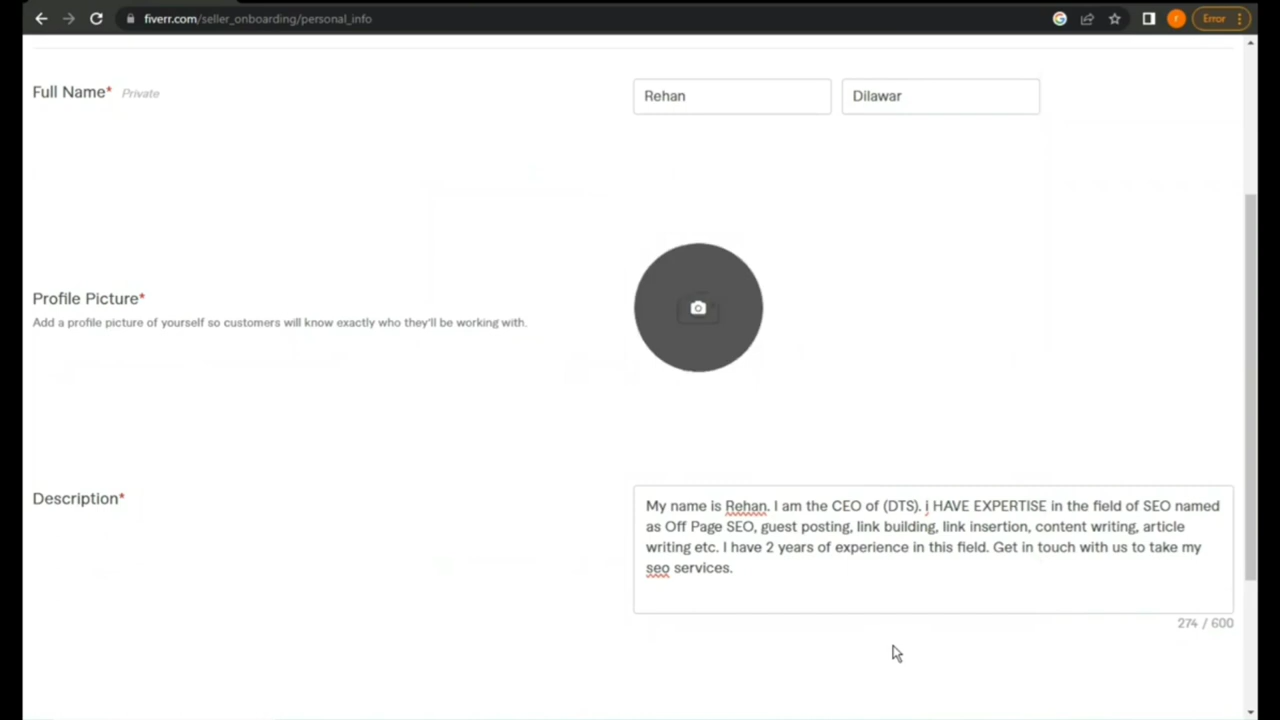 fiverr.com/seller_onboarding/personal_info
r
Error
Full Name* Private
Rehan
Dilawar
Profile Picture*
Add a profile picture of yourself so customers will know exactly who they'll be working with.
Description*
My name is Rehan. I am the CEO of (DTS). i HAVE EXPERTISE in the field of SEO named
as Off Page SEO, guest posting, link building, link insertion, content writing, article
writing etc. I have 2 years of experience in this field. Get in touch with us to take my
seo services.
274 / 600